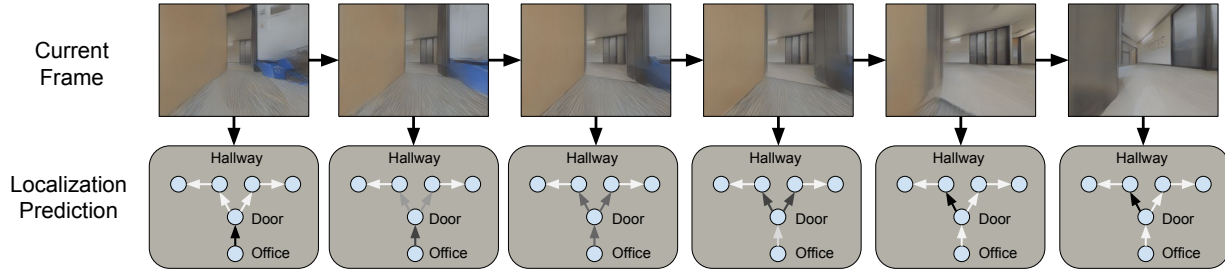 Current
Frame
Localization
Prediction
Hallway
Door
Office
Hallway
Door
Office
Hallway
Door
Office
Hallway
Door
Office
Hallway
Door
Office
Hallway
Door
Office